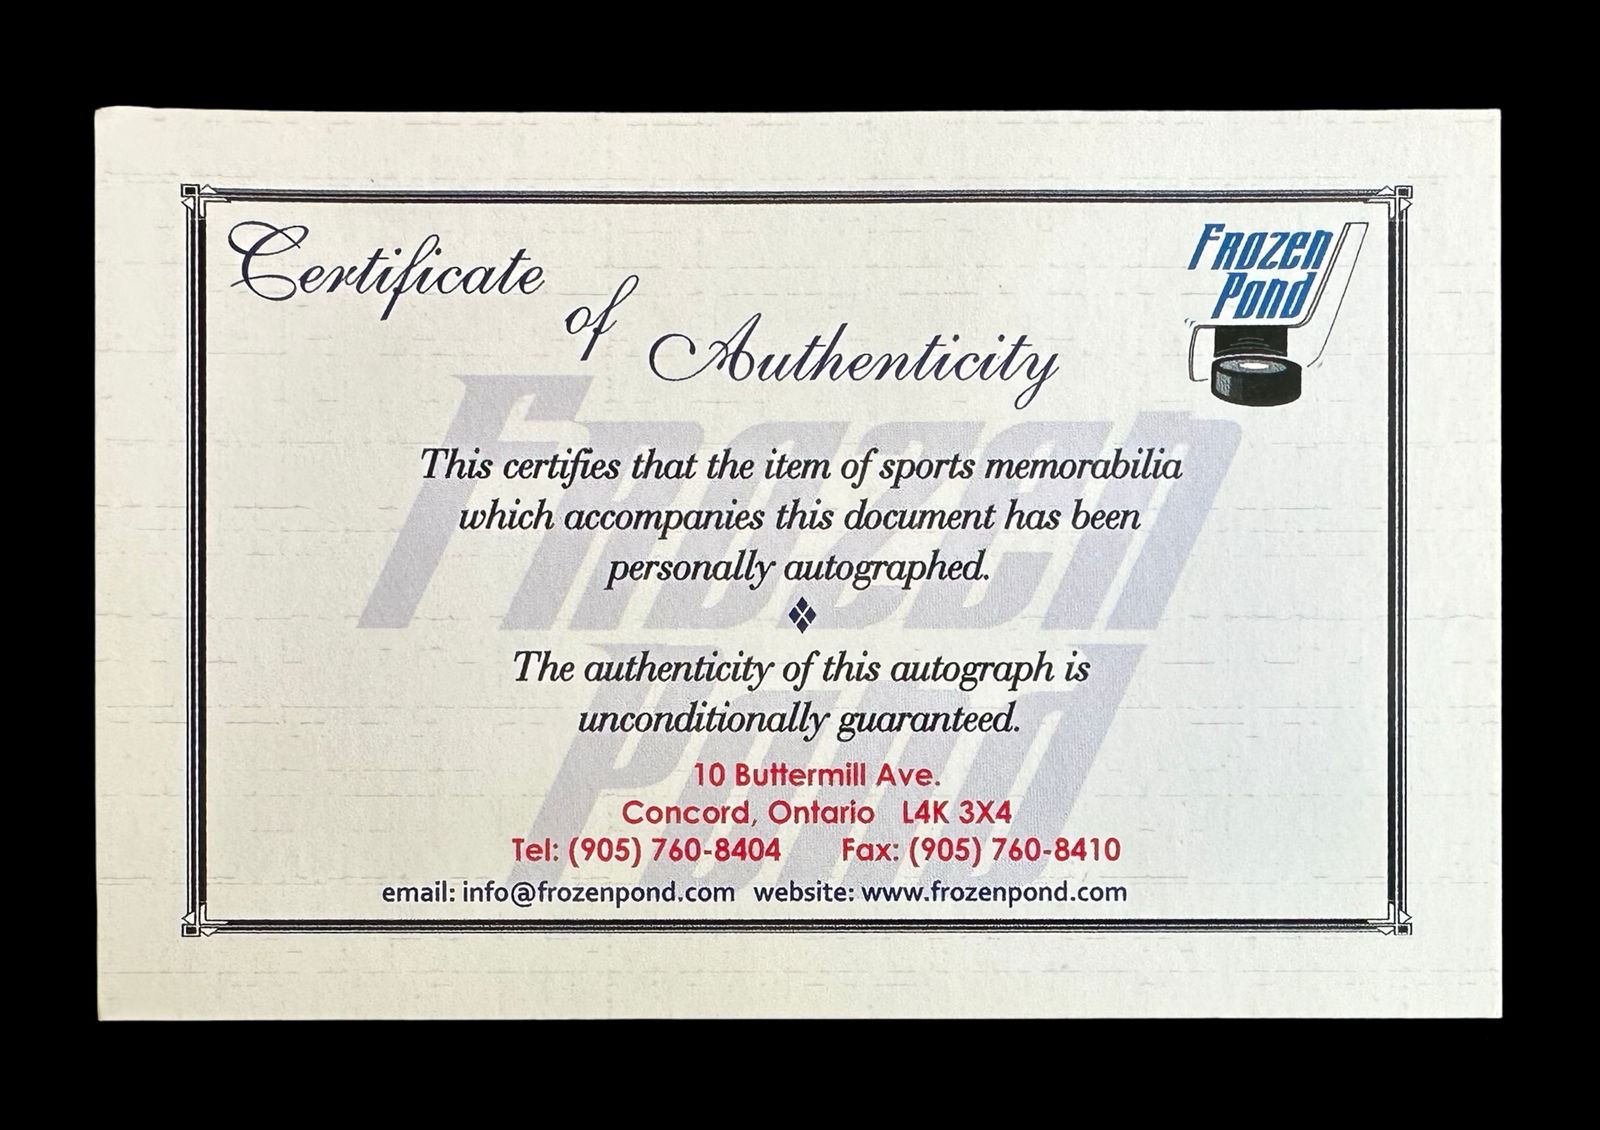 Certificate
of
Authenticity
Frozen
Pond
Frozen
Pond
This certifies that the item of sports memorabilia
which accompanies this document has been
personally autographed.
The authenticity of this autograph is
unconditionally guaranteed.
10 Buttermill Ave.
Concord, Ontario L4K 3X4
Tel: (905) 760-8404 Fax: (905) 760-8410
email: info@frozenpond.com website: www.frozenpond.com